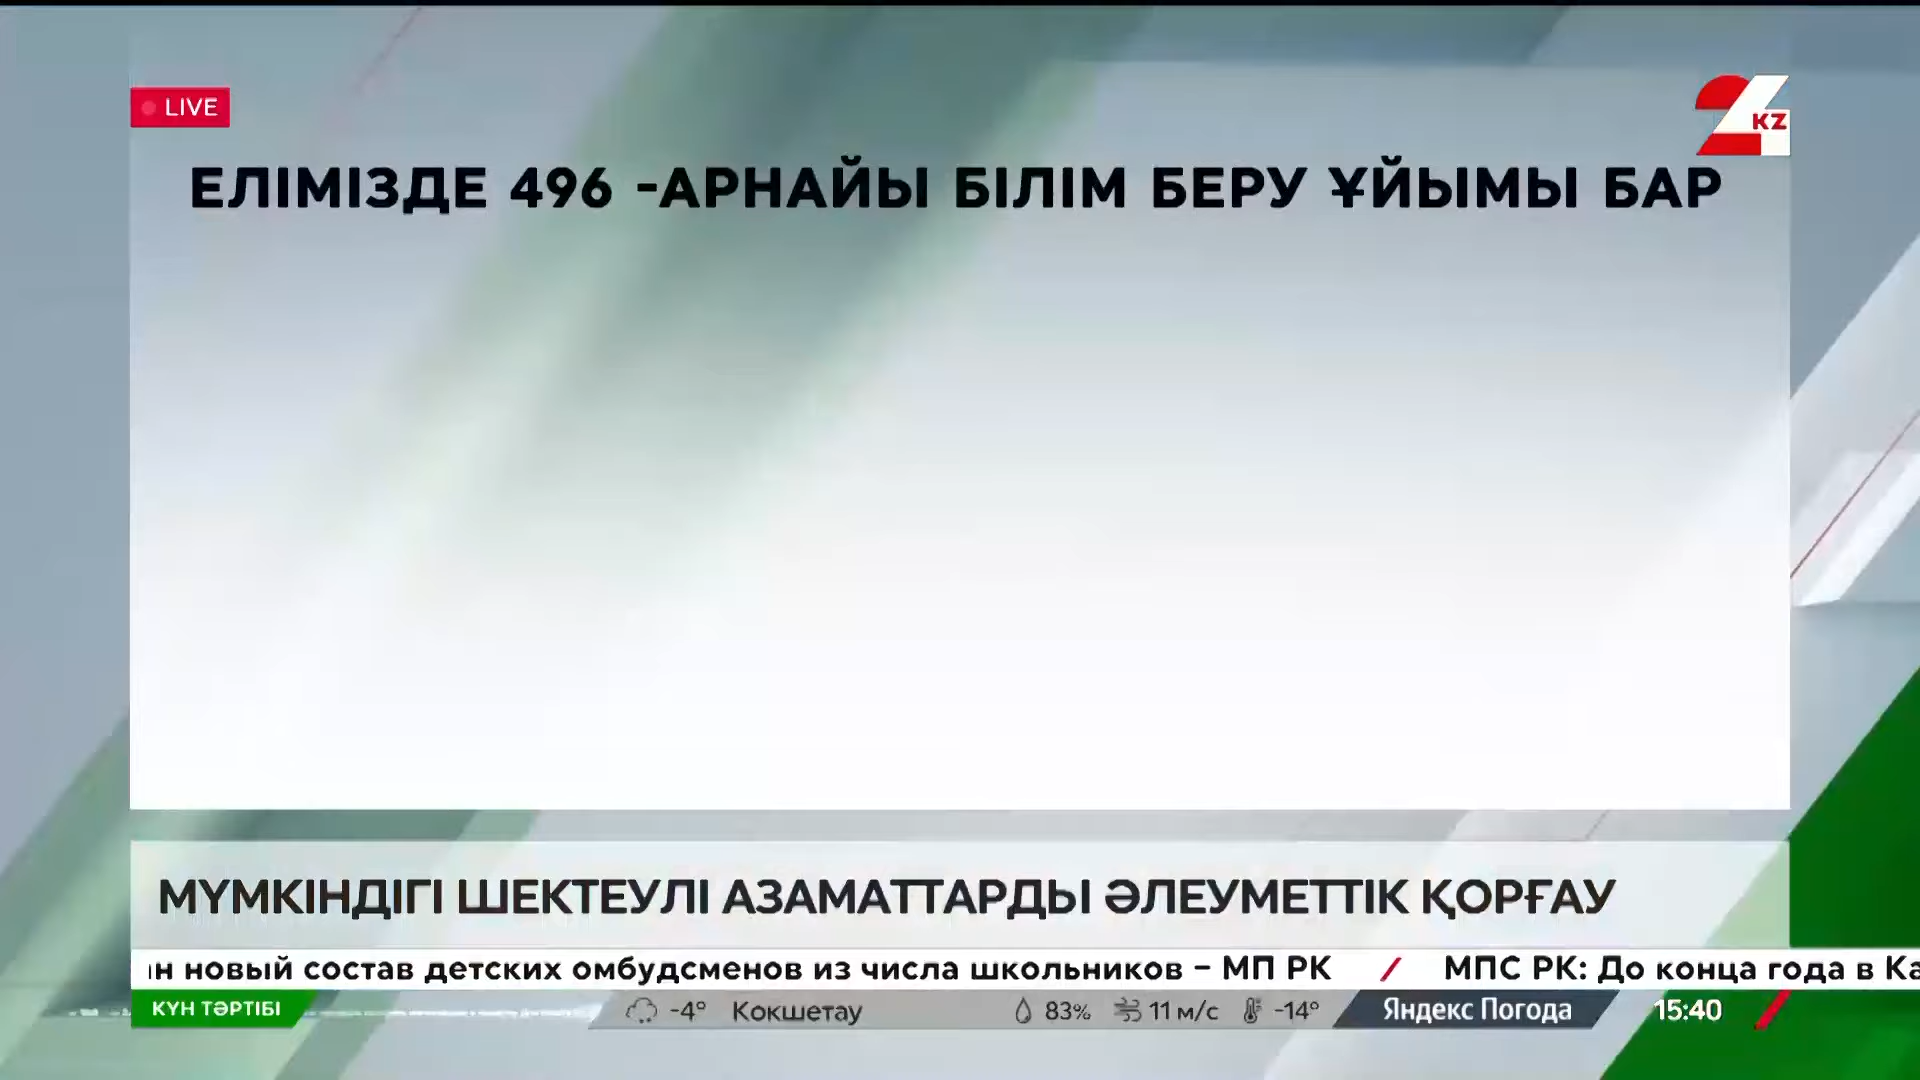 LIVE
24 KZ
ЕЛІМІЗДЕ 496 -АРНАЙЫ БІЛІМ БЕРУ ҰЙЫМЫ БАР
МҮМКІНДІГІ ШЕКТЕУЛІ АЗАМАТТАРДЫ ӘЛЕУМЕТТІК ҚОРҒАУ
н новый состав детских омбудсменов из числа школьников – МП РК / МПС РК: До конца года в Ка
КҮН ТӘРТІБІ -4° Кокшетау 83% 11 м/с -14° Яндекс Погода 15:40